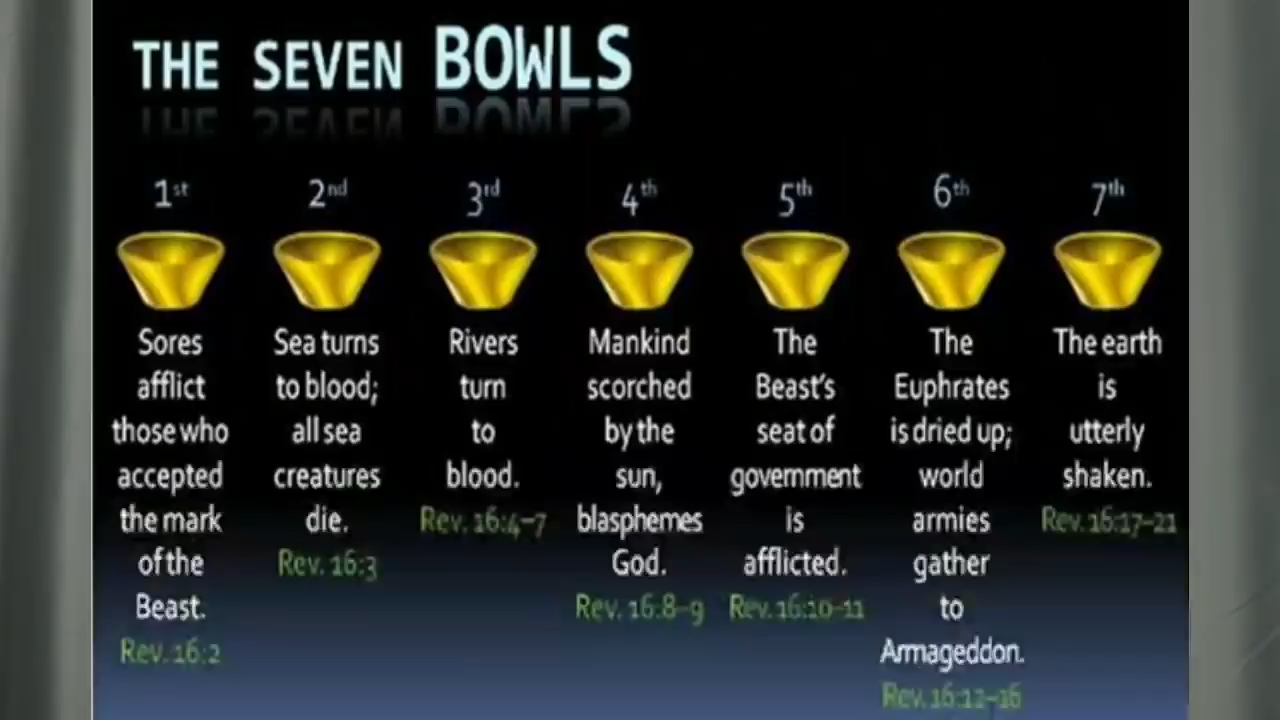 THE SEVEN BOWLS
1st
Sores
afflict
those who
accepted
the mark
of the
Beast.
Rev. 16:2
2nd
Sea turns
to blood;
all sea
creatures
die.
Rev. 16:3
3rd
Rivers
turn
to
blood.
Rev. 16:4-7
4th
Mankind
scorched
by the
sun,
blasphemes
God.
Rev. 16:8-9
5th
The
Beast's
seat of
government
is
afflicted.
Rev. 16:10-11
6th
The
Euphrates
is dried up;
world
armies
gather
to
Armageddon.
Rev. 16:12-16
7th
The earth
is
utterly
shaken.
Rev. 16:17-21